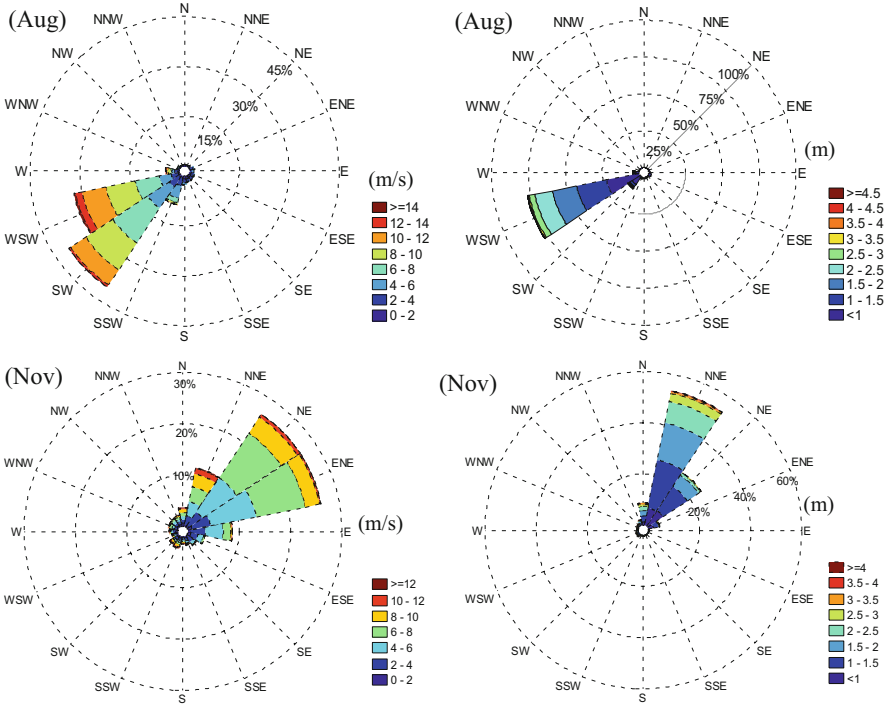 (Aug)
N
NNE
NE
ENE
E
ESE
SE
SSE
S
SSW
SW
WSW
W
WNW
NW
NNW
15%
30%
45%
(m/s)
>=14
12 - 14
10 - 12
8 - 10
6 - 8
4 - 6
2 - 4
0 - 2
(Aug)
N
NNE
NE
ENE
E
ESE
SE
SSE
S
SSW
SW
WSW
W
WNW
NW
NNW
25%
50%
75%
100%
(m)
>=4.5
4 - 4.5
3.5 - 4
3 - 3.5
2.5 - 3
2 - 2.5
1.5 - 2
1 - 1.5
<1
(Nov)
N
NNE
NE
ENE
E
ESE
SE
SSE
S
SSW
SW
WSW
W
WNW
NW
NNW
10%
20%
30%
(m/s)
>=12
10 - 12
8 - 10
6 - 8
4 - 6
2 - 4
0 - 2
(Nov)
N
NNE
NE
ENE
E
ESE
SE
SSE
S
SSW
SW
WSW
W
WNW
NW
NNW
20%
40%
60%
(m)
>=4
3.5 - 4
3 - 3.5
2.5 - 3
2 - 2.5
1.5 - 2
1 - 1.5
<1